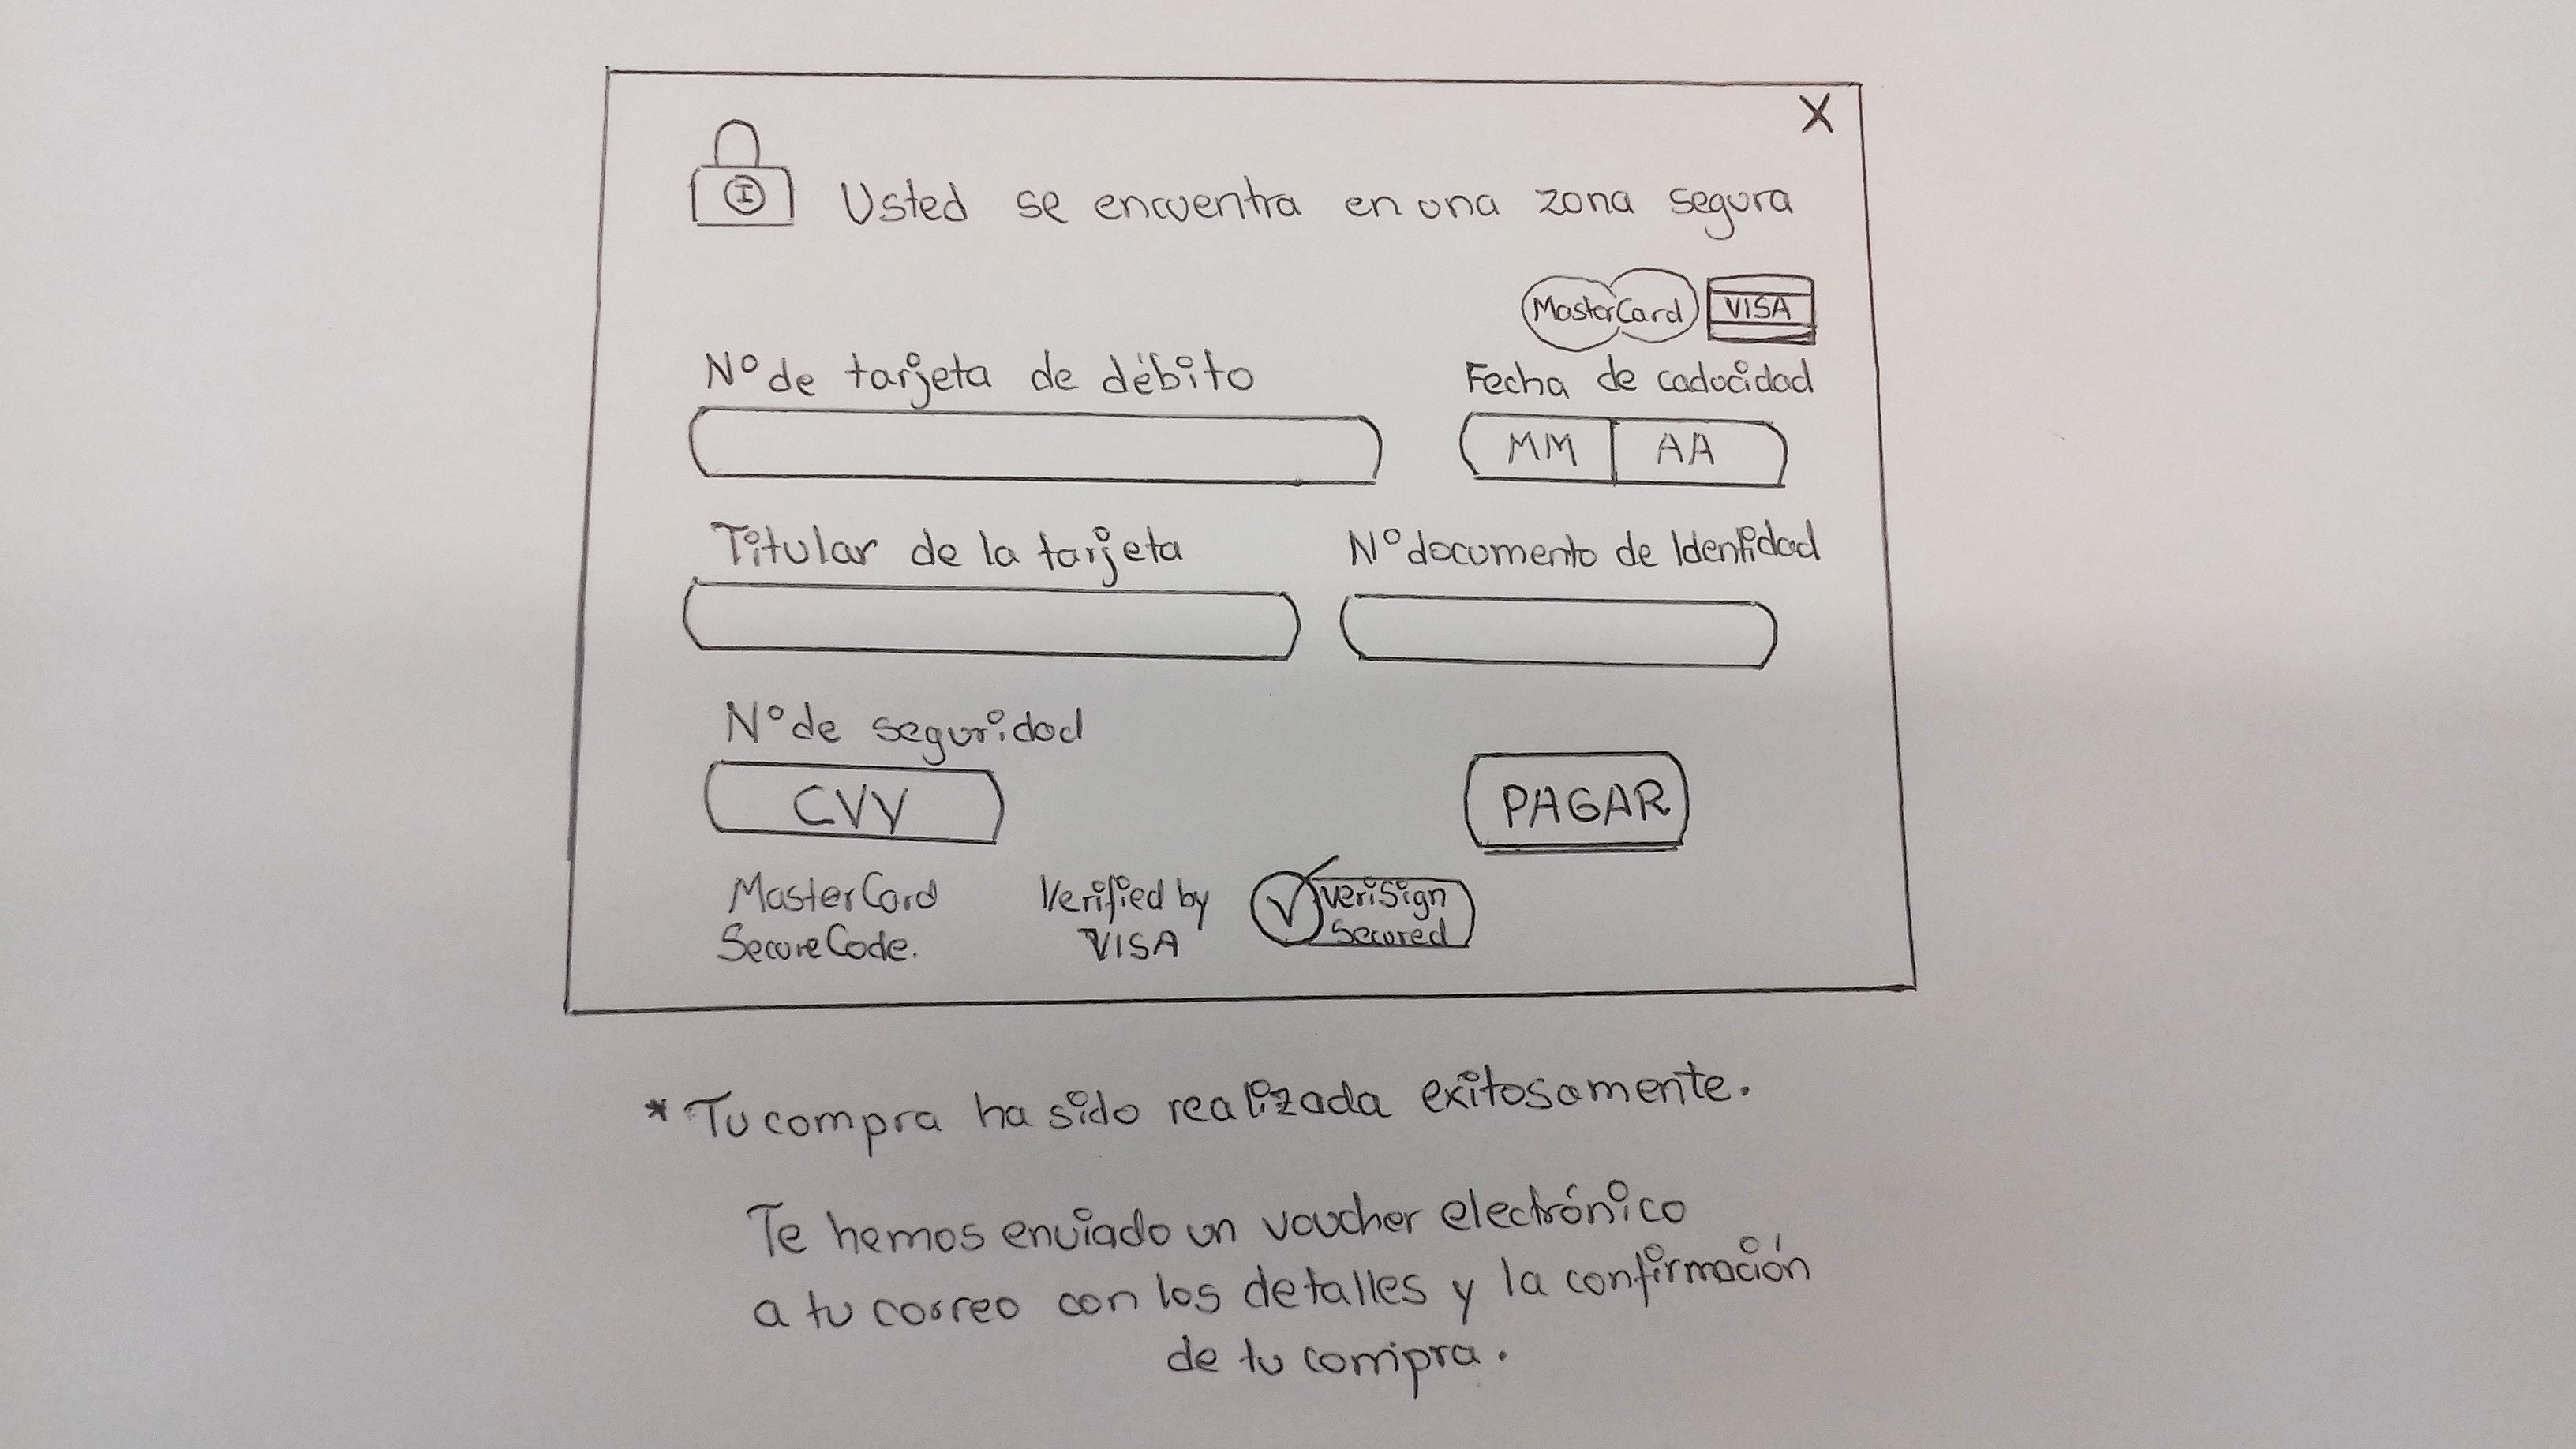 X
Usted se encuentra en una zona segura
MasterCard VISA
N° de tarjeta de débito
Fecha de caducidad
MM AA
Titular de la tarjeta
N° documento de Identidad
N° de seguridad
CVV
PAGAR
MasterCard
SecureCode.
Verified by
VISA
VeriSign
Secured
* Tu compra ha sido realizada exitosamente.
Te hemos enviado un voucher electrónico
a tu correo con los detalles y la confirmación
de tu compra.